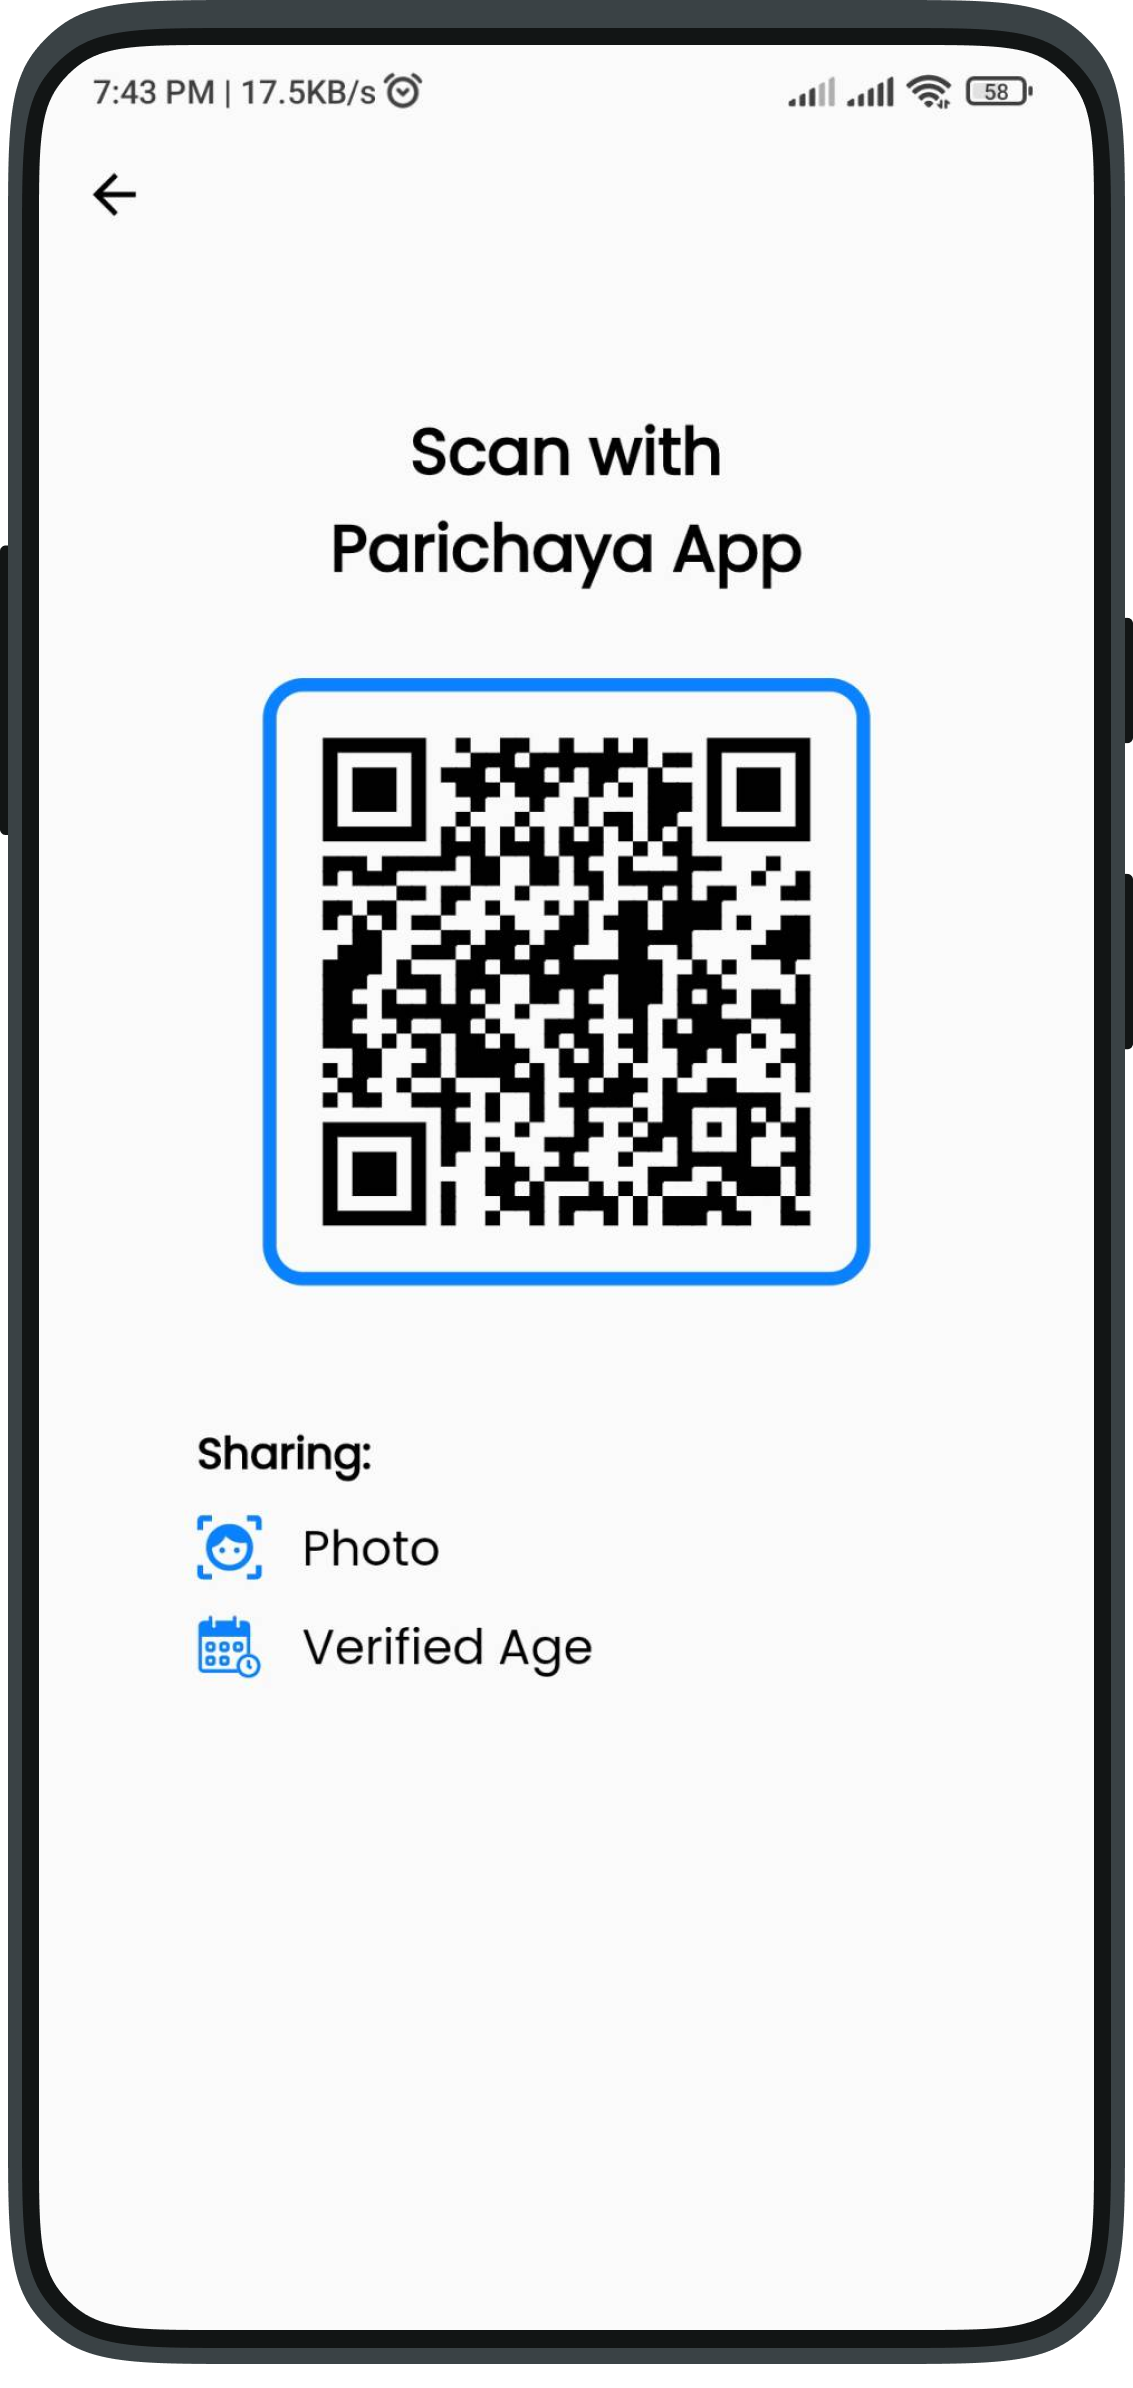 7:43 PM | 17.5KB/s
58
Scan with
Parichaya App
Sharing:
Photo
Verified Age